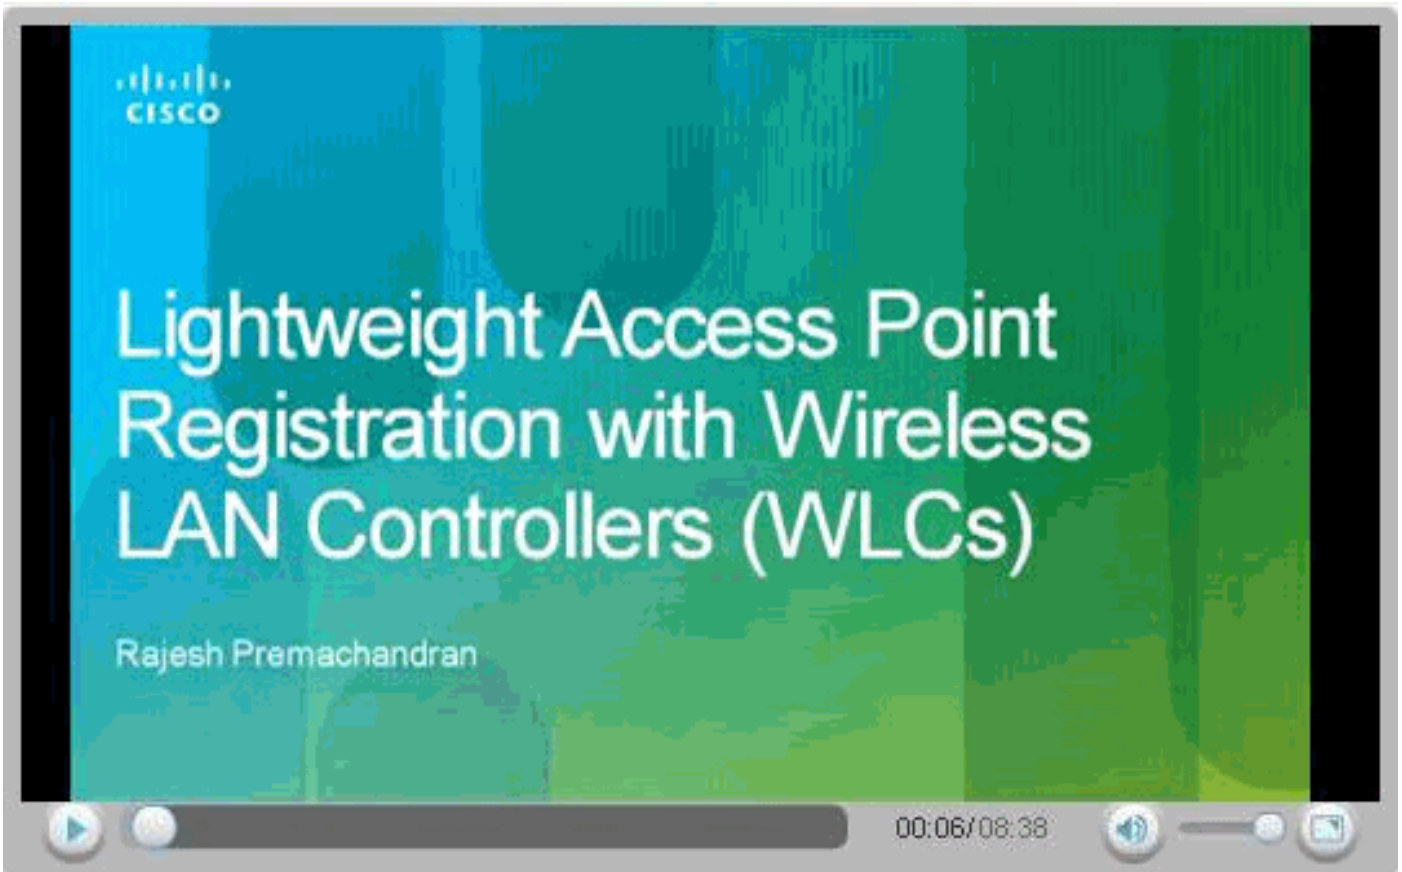 CISCO
Lightweight Access Point
Registration with Wireless
LAN Controllers (WLCs)
Rajesh Premachandran
00:06/08:38